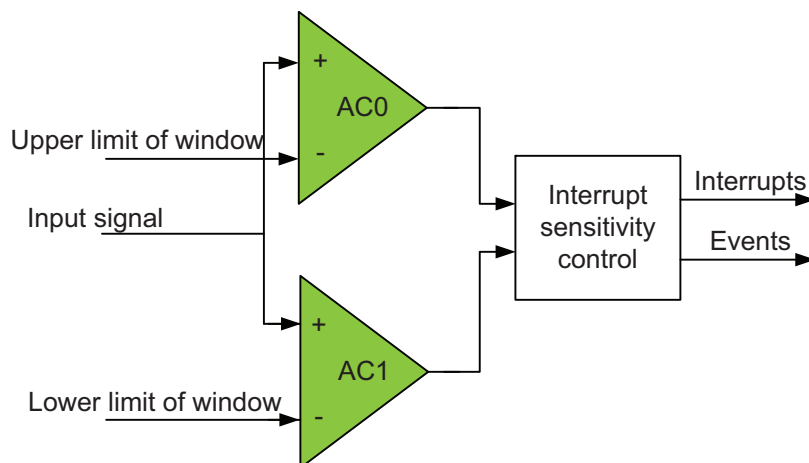 +
AC0
-
Upper limit of window
Input signal
+
AC1
-
Lower limit of window
Interrupt
sensitivity
control
Interrupts
Events